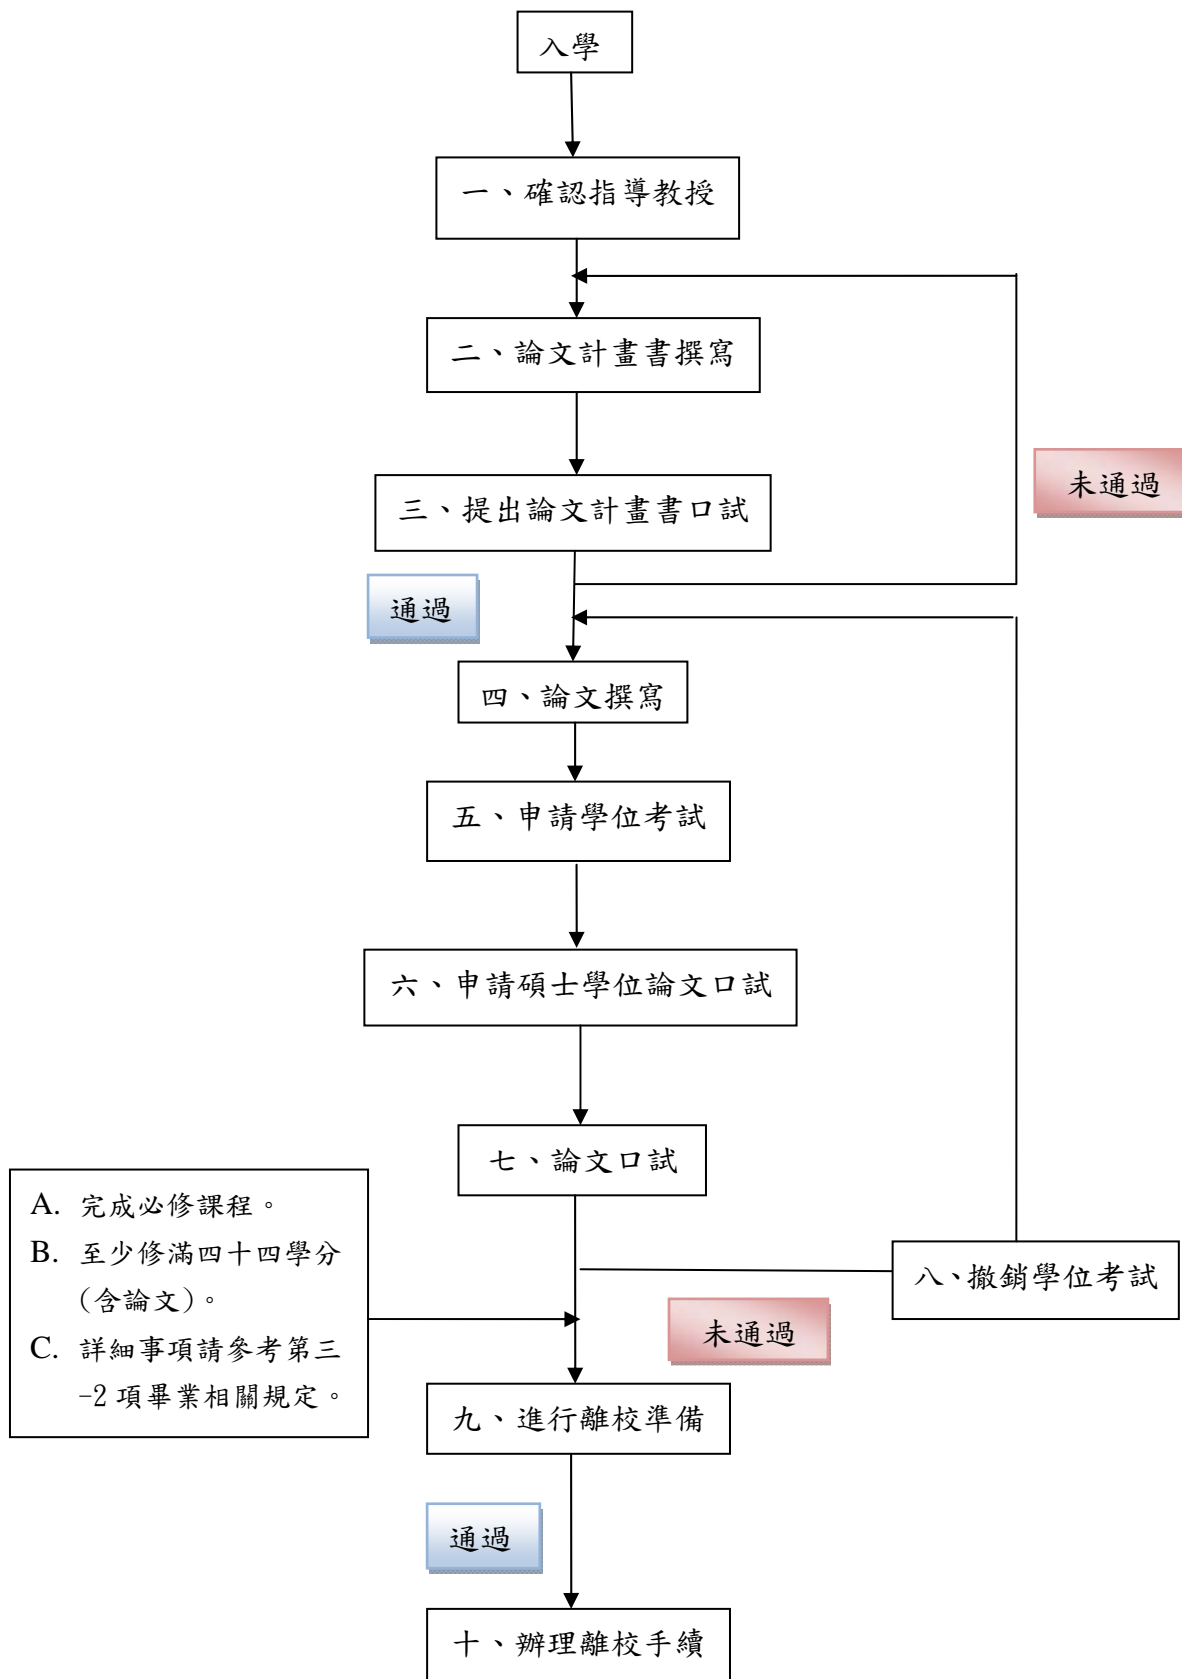 入學
一、確認指導教授
二、論文計畫書撰寫
未通過
三、提出論文計畫書口試
通過
四、論文撰寫
五、申請學位考試
六、申請碩士學位論文口試
七、論文口試
A. 完成必修課程。
B. 至少修滿四十四學分
(含論文)。
C. 詳細事項請參考第三
-2 項畢業相關規定。
八、撤銷學位考試
未通過
九、進行離校準備
通過
十、辦理離校手續